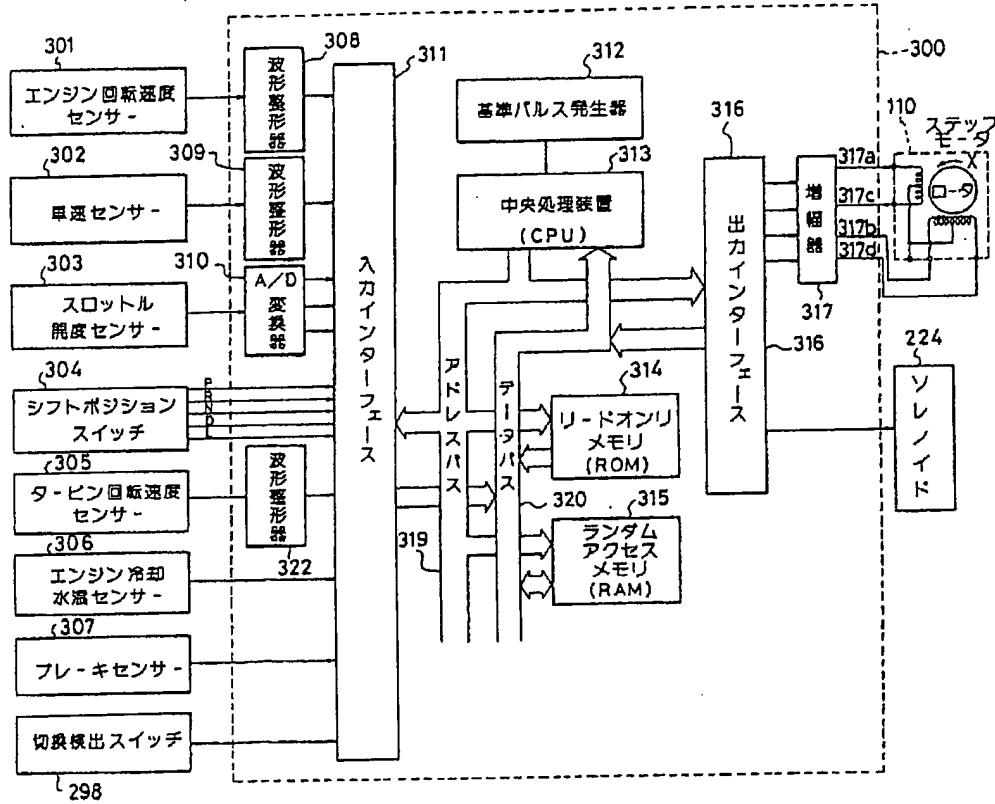 301
エンジン回転速度
センサー
302
車速センサー
303
スロットル
開度センサー
304
シフトポジション
スイッチ
305
タービン回転速度
センサー
306
エンジン冷却
水温センサー
307
ブレーキセンサー
切換検出スイッチ
298
308
波形整形器
309
波形整形器
310
A/D
変換器
P
R
N
D
L
波形整形器
322
311
入力インターフェース
312
基準パルス発生器
313
中央処理装置
(CPU)
アドレスバス
データバス
319
320
314
リードオンリ
メモリ
(ROM)
315
ランダム
アクセス
メモリ
(RAM)
316
出力インターフェース
316
増幅器
317
317a
317c
317b
317d
300
110
ステップ
モータ
X
ロータ
224
ソレノイド